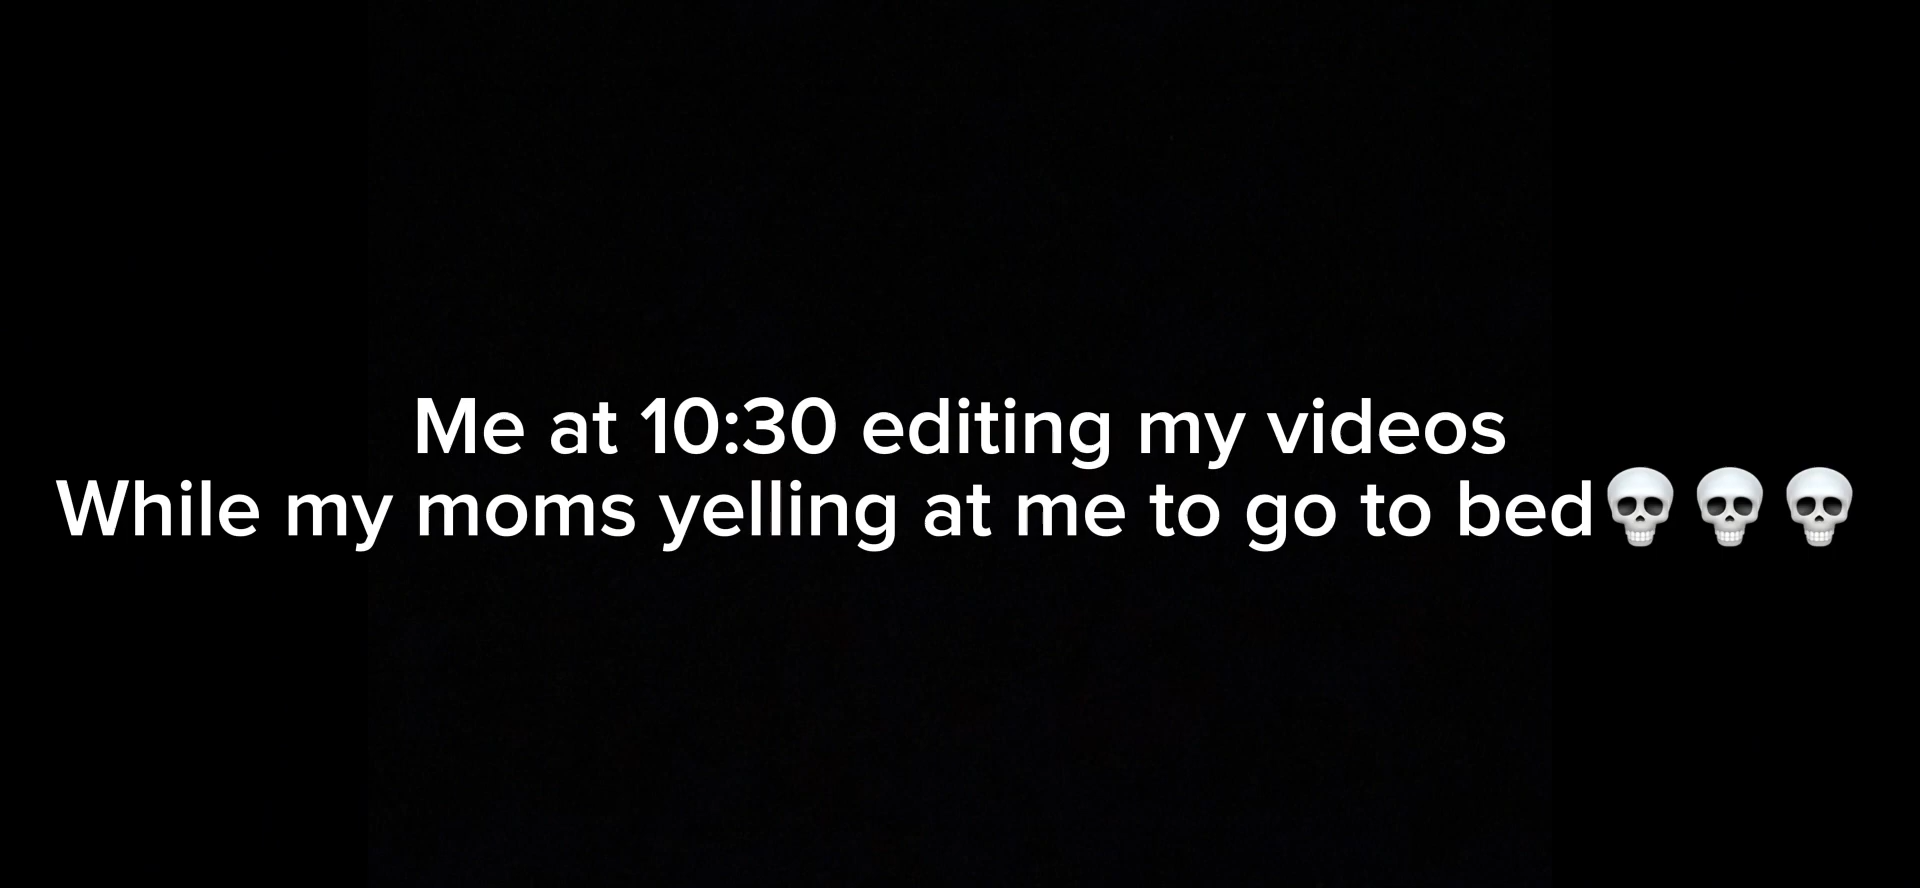 Me at 10:30 editing my videos
While my moms yelling at me to go to bed💀💀💀